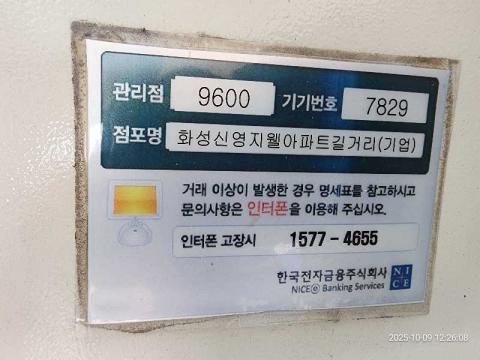 관리점 9600 기기번호 7829
점포명 화성신영지웰아파트길거리(기업)
거래 이상이 발생한 경우 명세표를 참고하시고
문의사항은 인터폰을 이용해 주십시오.
인터폰 고장시 1577-4655
한국전자금융주식회사
NICE e Banking Services
NI
CE
2025-10-09 12:26:08